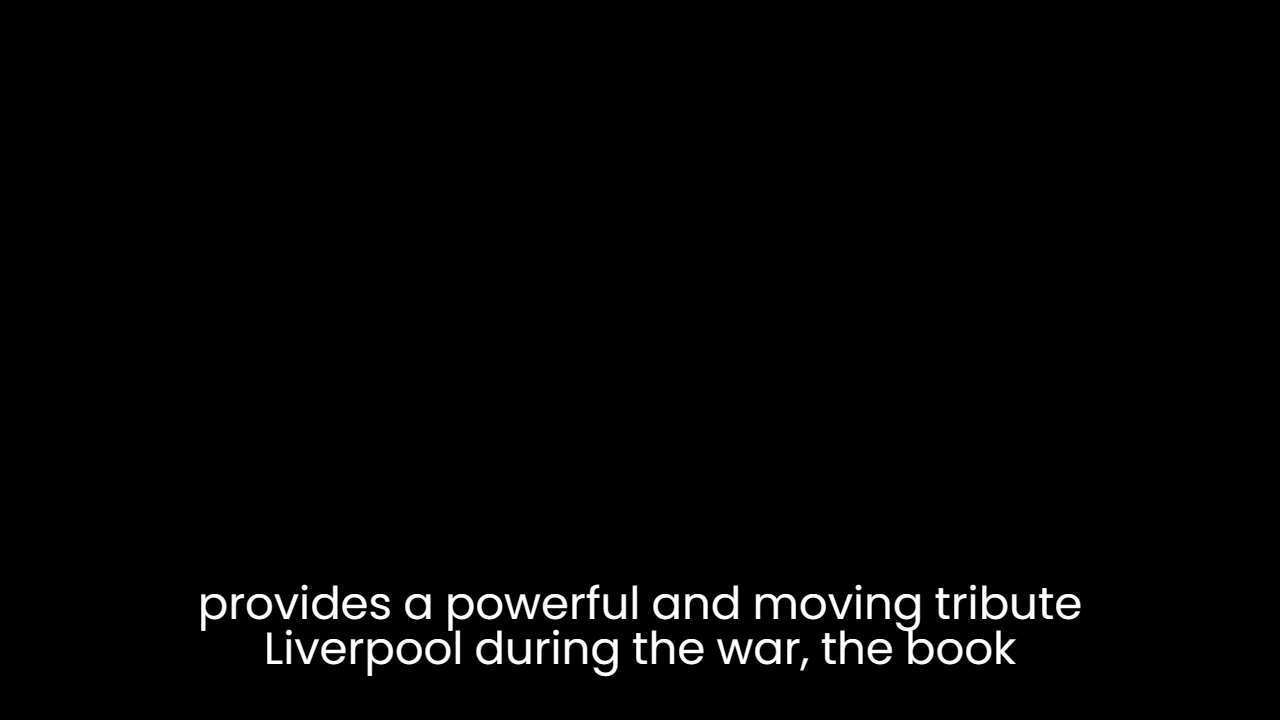 provides a powerful and moving tribute
Liverpool during the war, the book